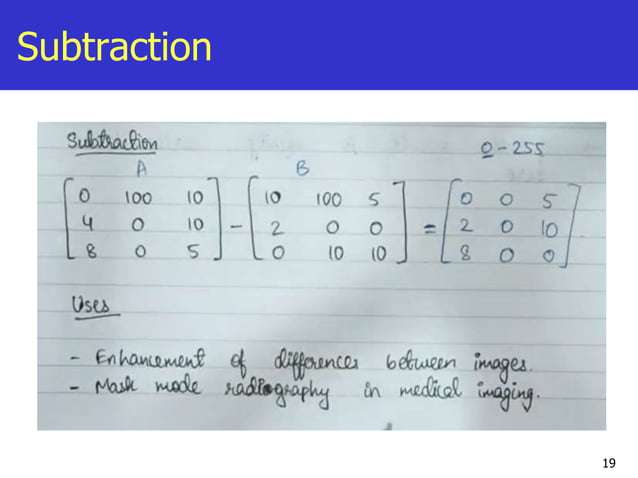 Subtraction
Subtraction
0-255
A B
0 100 10 10 100 5 0 0 5
4 0 10 - 2 0 0 = 2 0 10
8 0 5 0 10 10 8 0 0
Uses
- Enhancement of differences between images.
- Mask mode radiography in medical imaging.
19